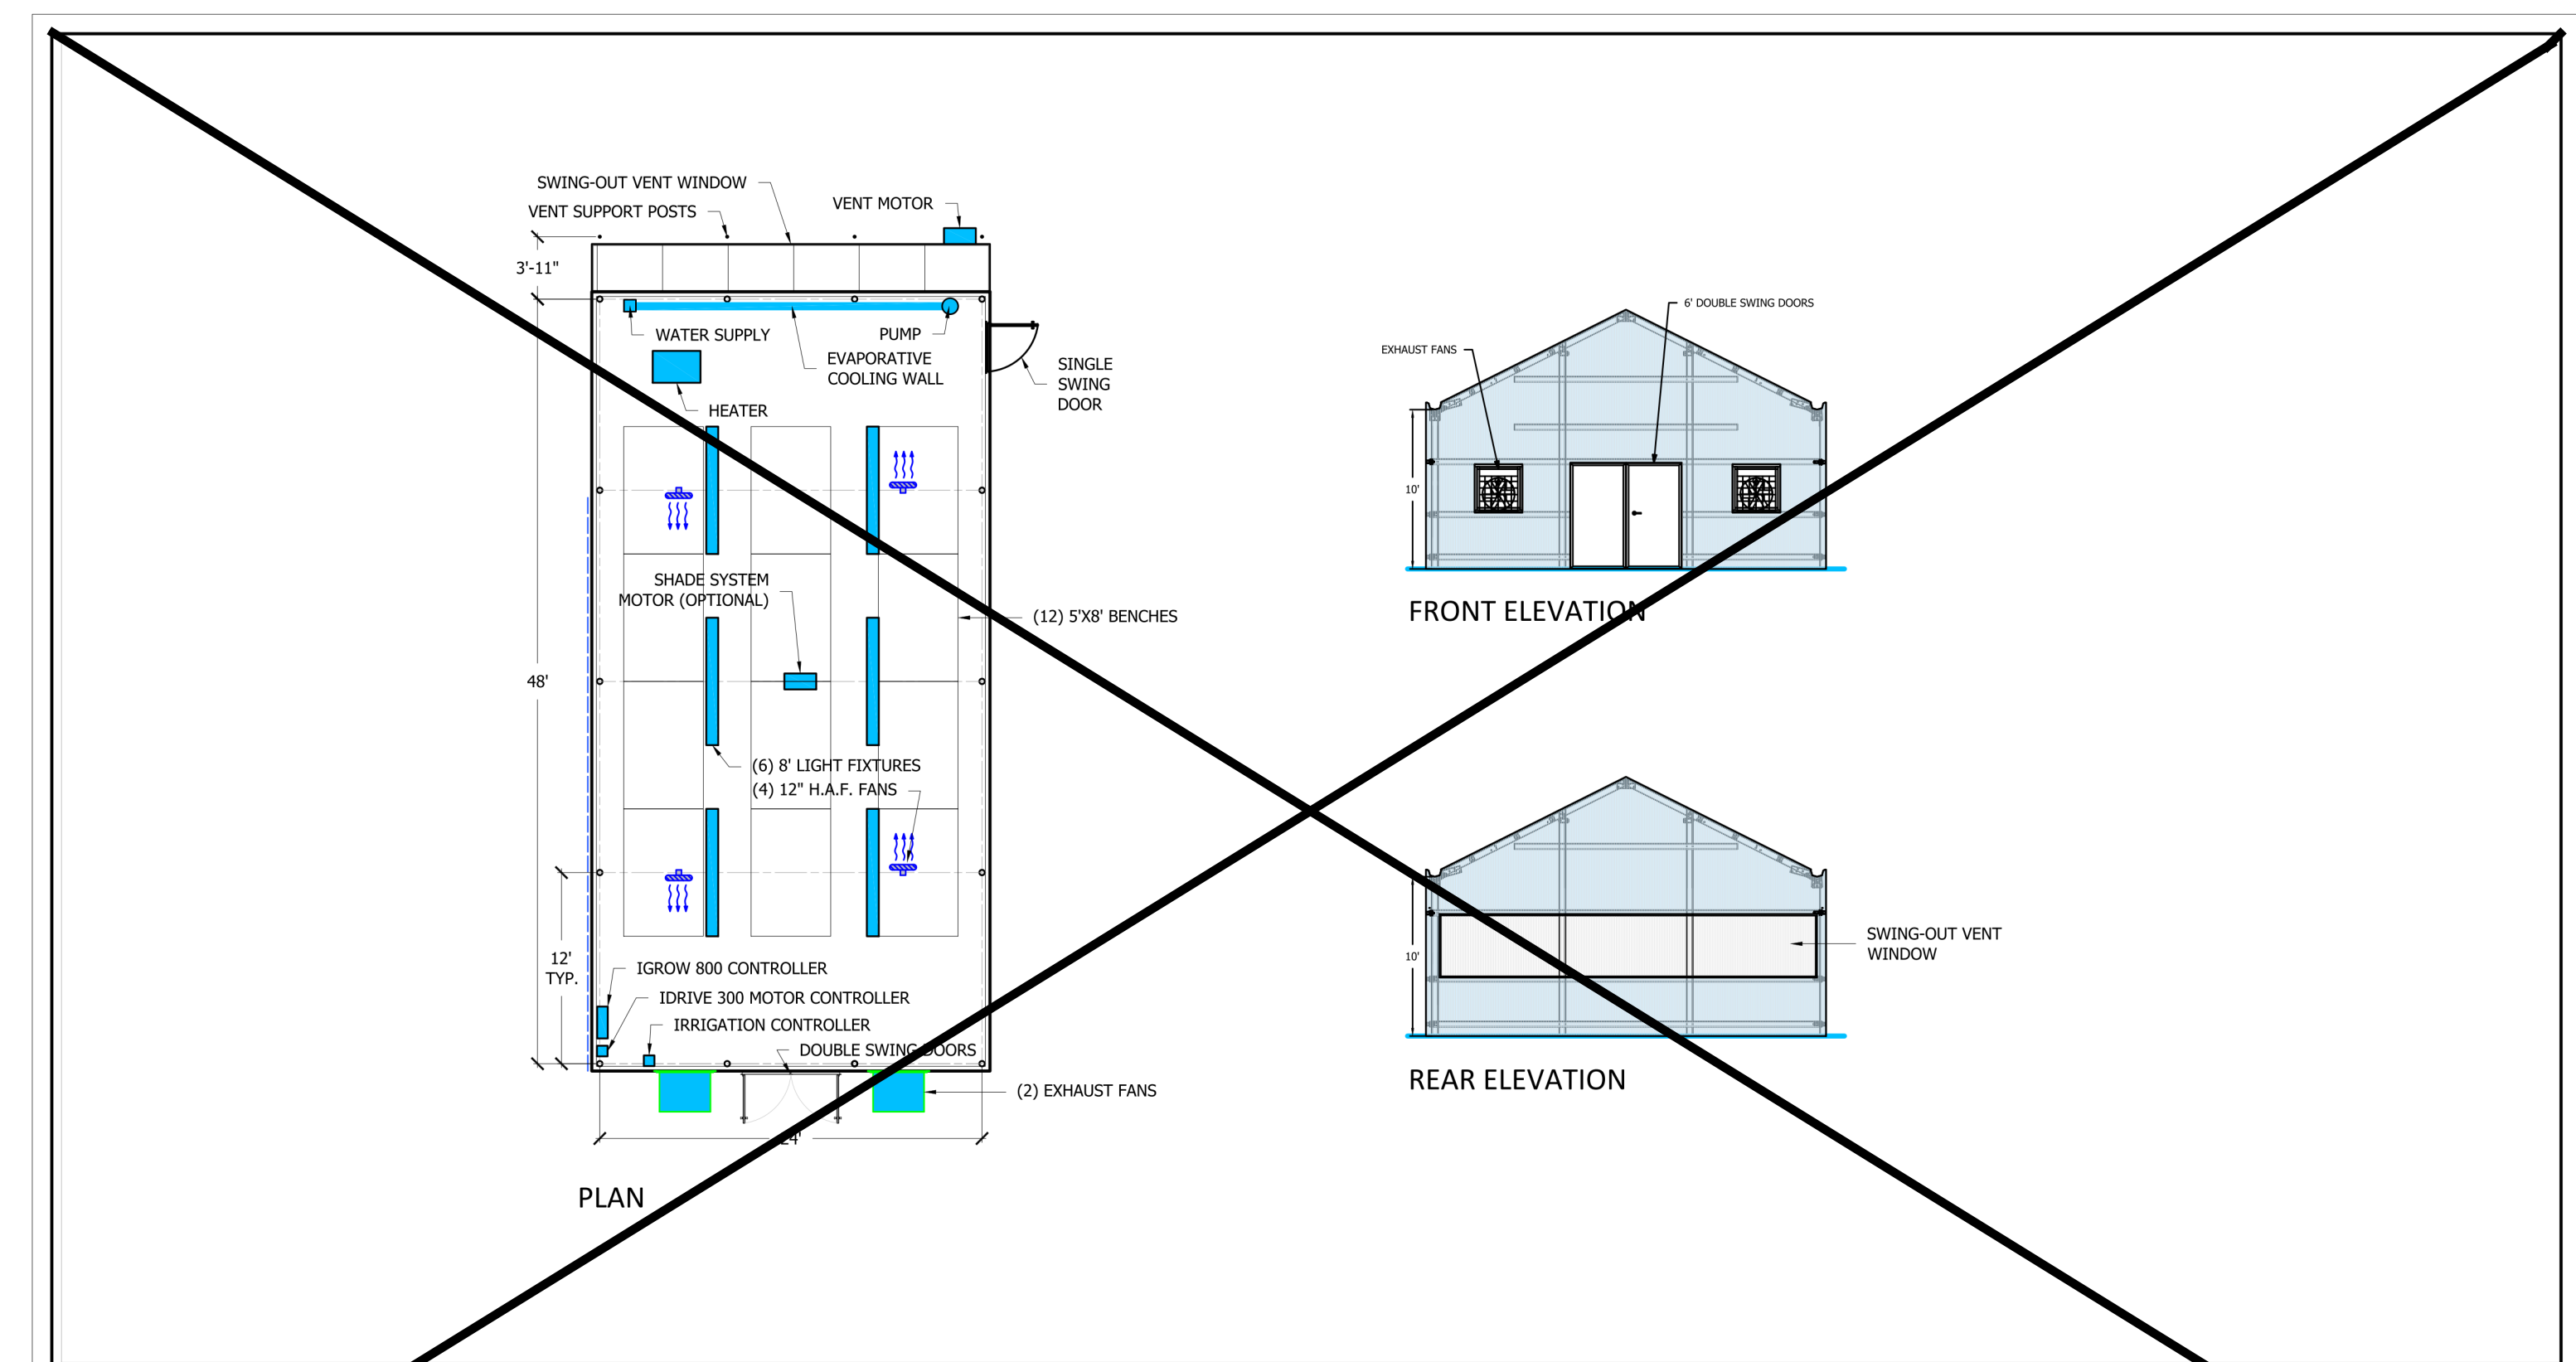 SWING-OUT VENT WINDOW
VENT SUPPORT POSTS
VENT MOTOR
3'-11"
WATER SUPPLY
PUMP
EVAPORATIVE
COOLING WALL
SINGLE
SWING
DOOR
HEATER
SHADE SYSTEM
MOTOR (OPTIONAL)
(12) 5'X8' BENCHES
48'
(6) 8' LIGHT FIXTURES
(4) 12" H.A.F. FANS
12'
TYP.
IGROW 800 CONTROLLER
IDRIVE 300 MOTOR CONTROLLER
IRRIGATION CONTROLLER
DOUBLE SWING DOORS
(2) EXHAUST FANS
24'
PLAN
6' DOUBLE SWING DOORS
EXHAUST FANS
10'
FRONT ELEVATION
10'
SWING-OUT VENT
WINDOW
REAR ELEVATION